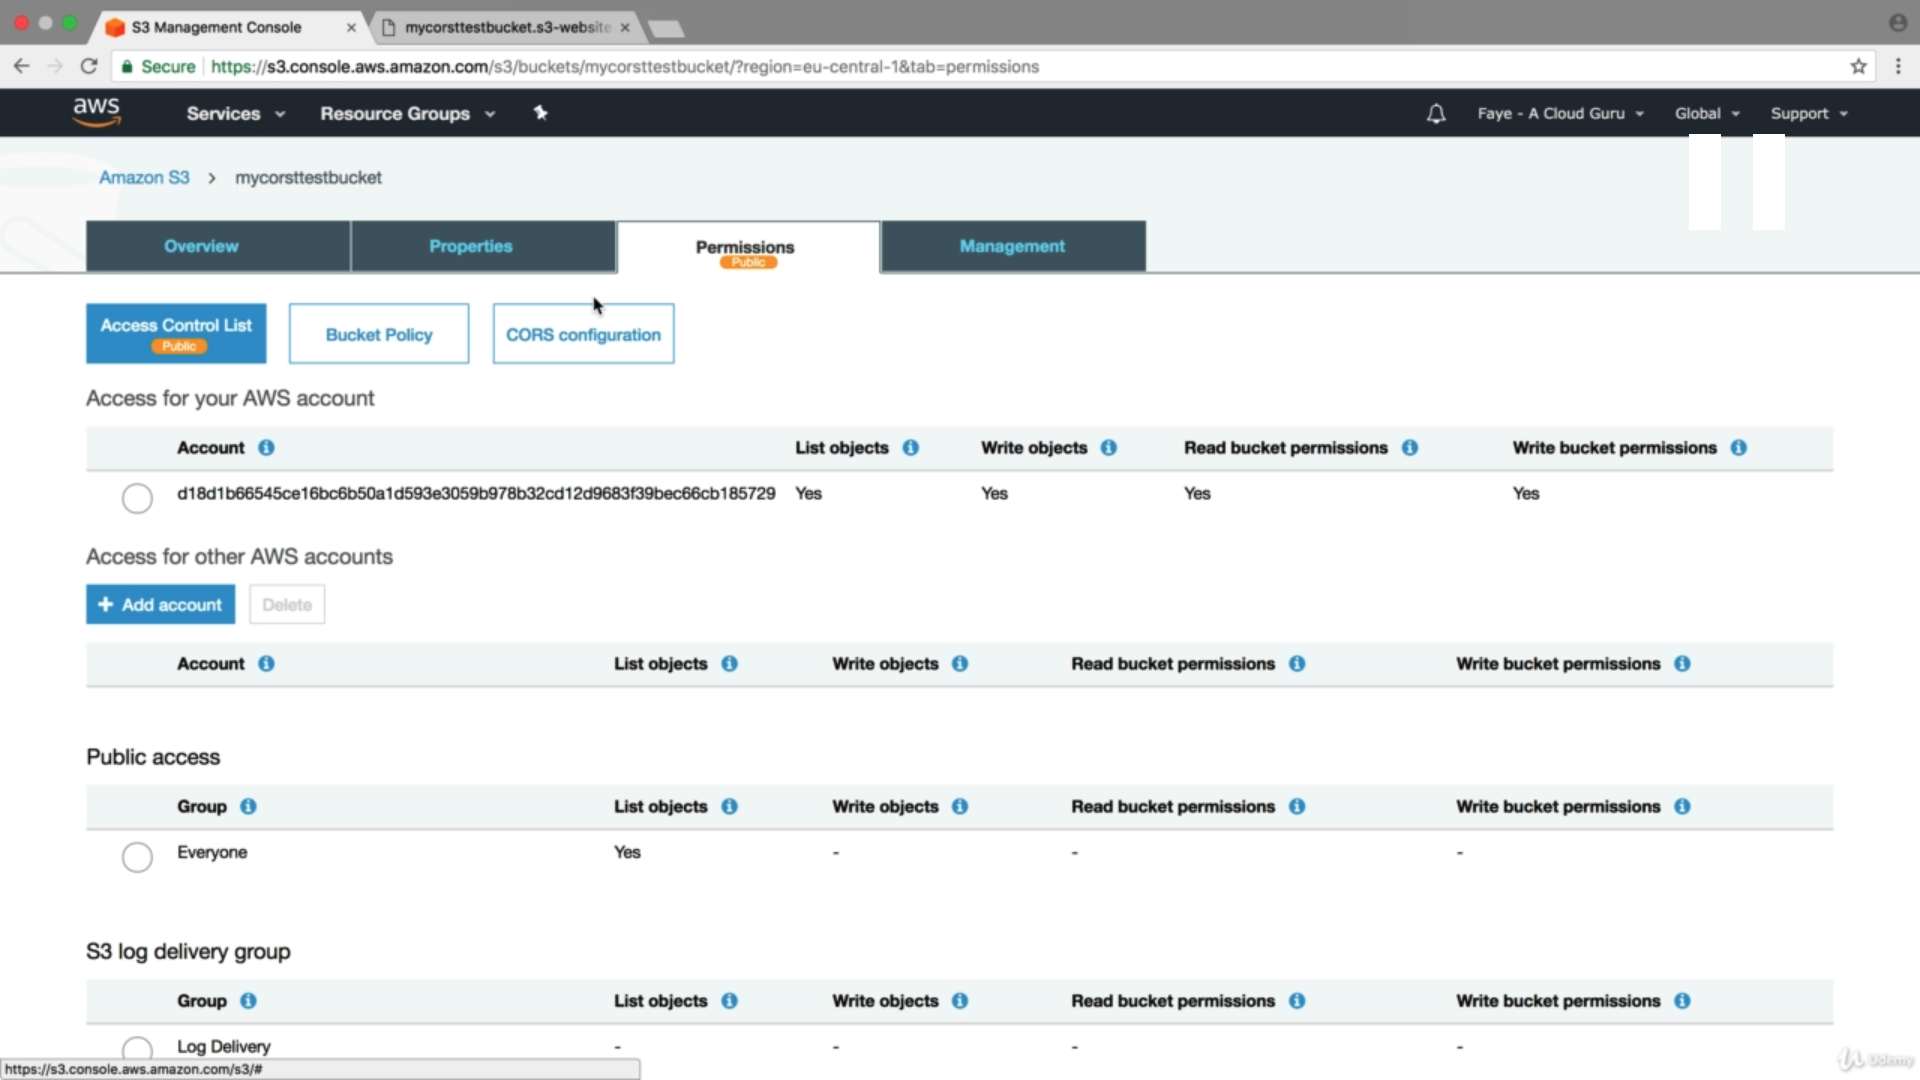 S3 Management Console
mycorsttestbucket.s3-website
Secure https://s3.console.aws.amazon.com/s3/buckets/mycorsttestbucket/?region=eu-central-1&tab=permissions
aws Services Resource Groups Faye - A Cloud Guru Global Support
Amazon S3 > mycorsttestbucket
Overview Properties Permissions Management
Public
Access Control List Bucket Policy CORS configuration
Public
Access for your AWS account
Account List objects Write objects Read bucket permissions Write bucket permissions
d18d1b66545ce16bc6b50a1d593e3059b978b32cd12d9683f39bec66cb185729 Yes Yes Yes Yes
Access for other AWS accounts
+ Add account Delete
Account List objects Write objects Read bucket permissions Write bucket permissions
Public access
Group List objects Write objects Read bucket permissions Write bucket permissions
Everyone Yes - - -
S3 log delivery group
Group List objects Write objects Read bucket permissions Write bucket permissions
Log Delivery - - - -
https://s3.console.aws.amazon.com/s3/#
Udemy